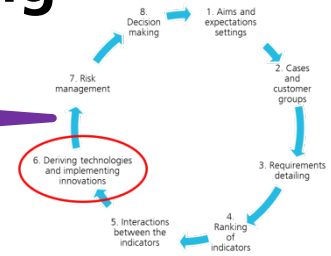 ng
8.
Decision
making
1. Aims and
expectations
settings
2. Cases
and
customer
groups
3. Requirements
detailing
4.
Ranking
of
indicators
5. Interactions
between the
indicators
6. Deriving technologies
and implementing
innovations
7. Risk
management